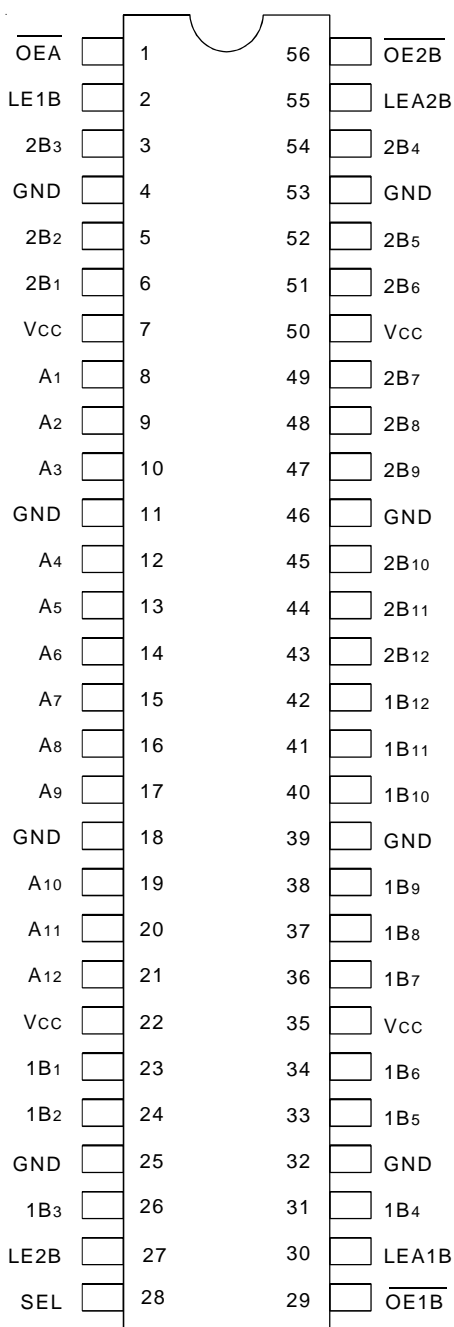 OEA 1 56 OE2B
LE1B 2 55 LEA2B
2B3 3 54 2B4
GND 4 53 GND
2B2 5 52 2B5
2B1 6 51 2B6
VCC 7 50 VCC
A1 8 49 2B7
A2 9 48 2B8
A3 10 47 2B9
GND 11 46 GND
A4 12 45 2B10
A5 13 44 2B11
A6 14 43 2B12
A7 15 42 1B12
A8 16 41 1B11
A9 17 40 1B10
GND 18 39 GND
A10 19 38 1B9
A11 20 37 1B8
A12 21 36 1B7
VCC 22 35 VCC
1B1 23 34 1B6
1B2 24 33 1B5
GND 25 32 GND
1B3 26 31 1B4
LE2B 27 30 LEA1B
SEL 28 29 OE1B